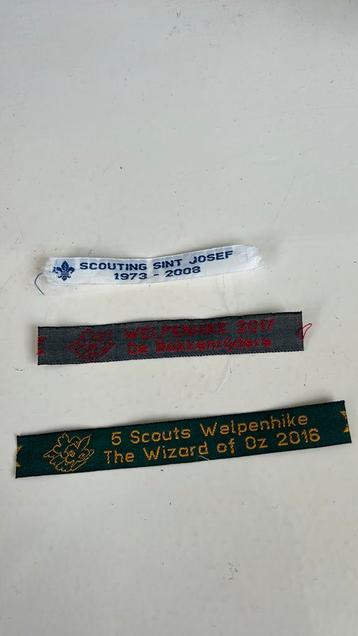 SCOUTING SINT JOSEF
1973 - 2008
WELPENHIKE 2017
De Bokkenrijders
5 Scouts Welpenhike
The Wizard of Oz 2016